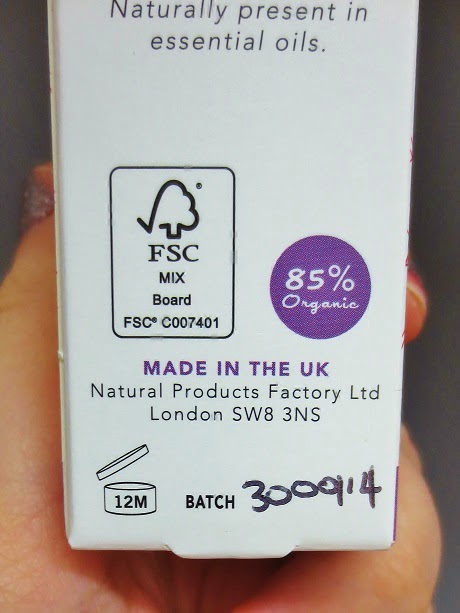 Naturally present in
essential oils.
FSC®
MIX
Board
FSC® C007401
85%
Organic
MADE IN THE UK
Natural Products Factory Ltd
London SW8 3NS
12M
BATCH 300914